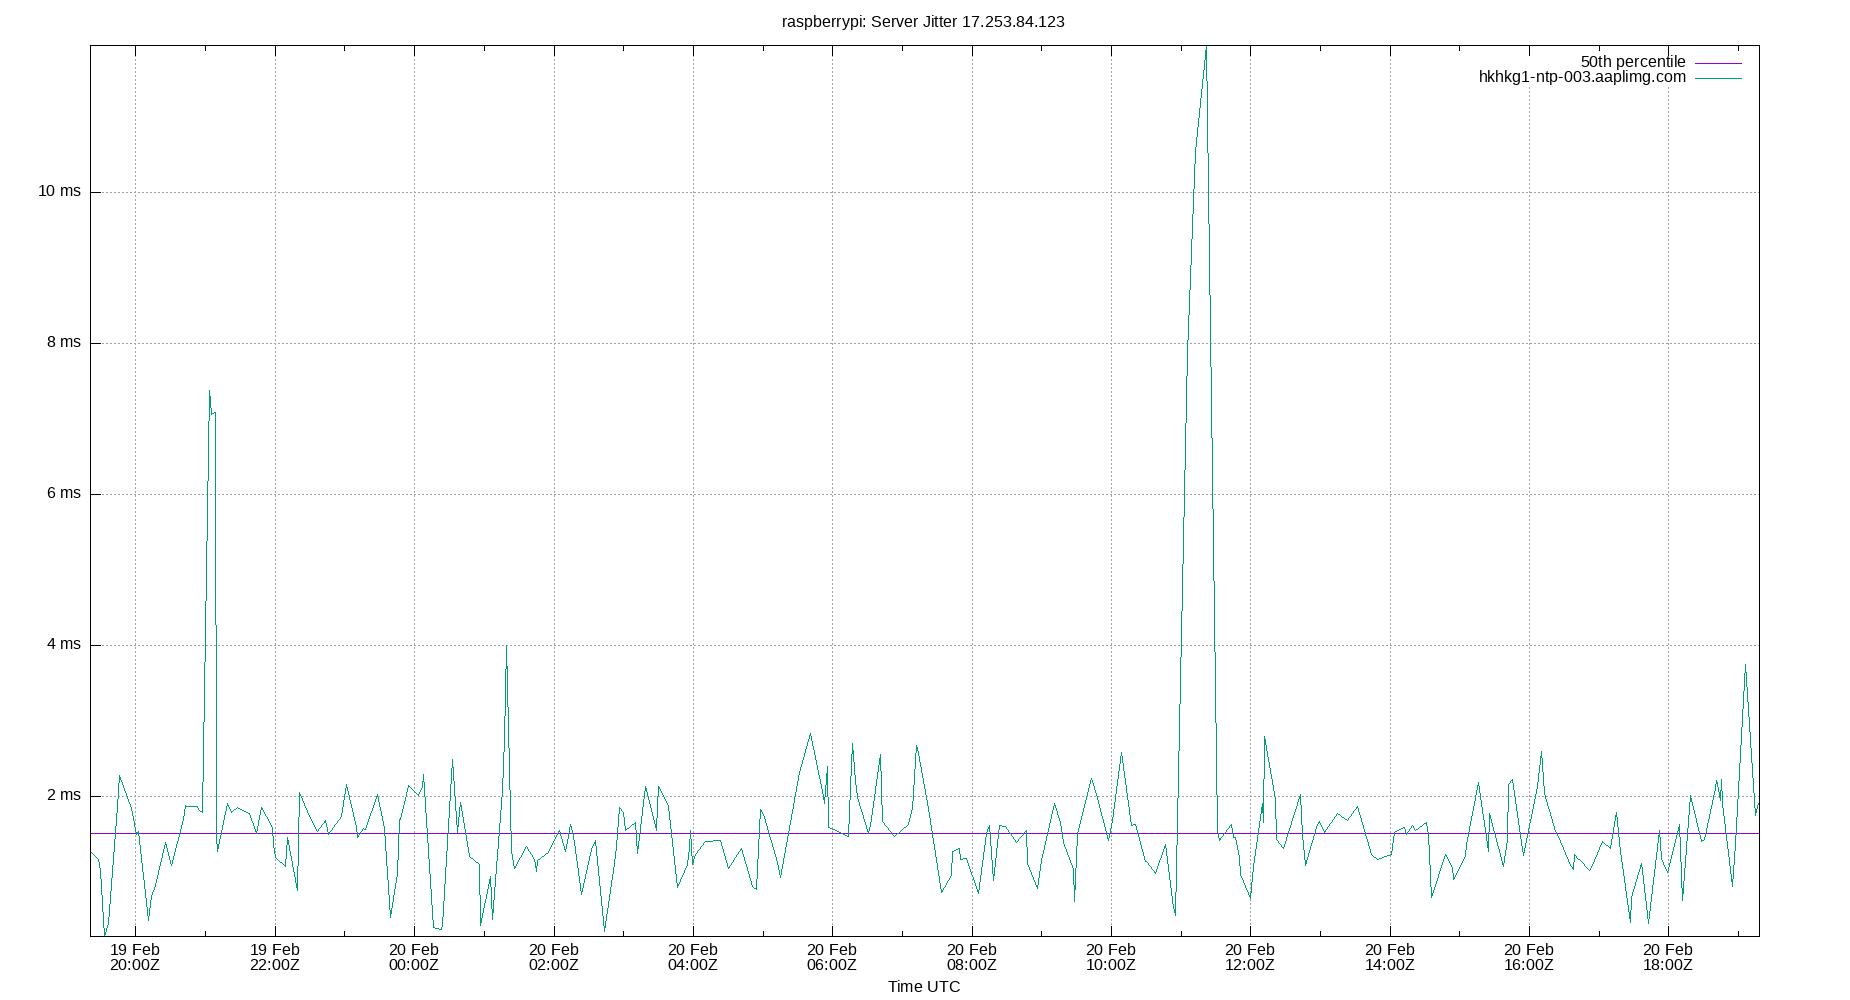 raspberrypi: Server Jitter 17.253.84.123
50th percentile
hkhkg1-ntp-003.aaplimg.com
10 ms
8 ms
6 ms
4 ms
2 ms
19 Feb 19 Feb 20 Feb 20 Feb 20 Feb 20 Feb 20 Feb 20 Feb 20 Feb 20 Feb 20 Feb 20 Feb
20:00Z 22:00Z 00:00Z 02:00Z 04:00Z 06:00Z 08:00Z 10:00Z 12:00Z 14:00Z 16:00Z 18:00Z
Time UTC